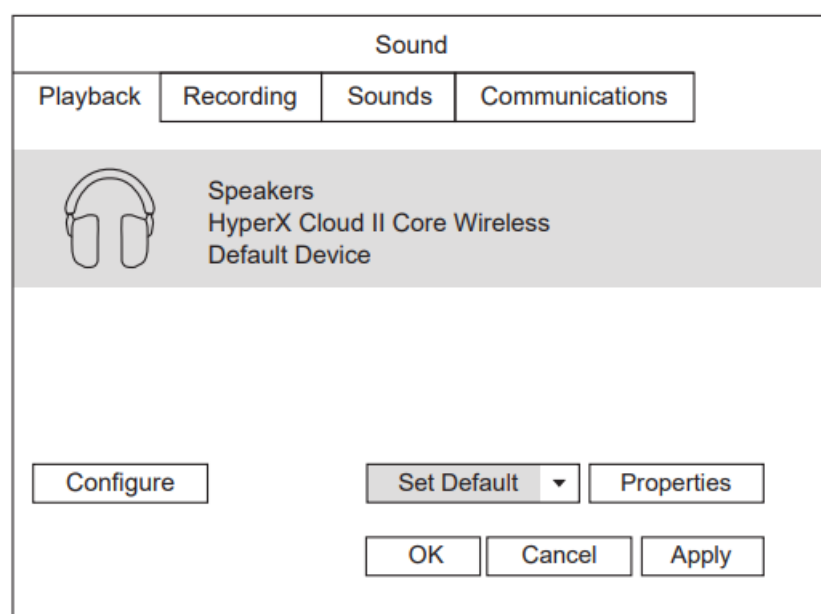 Sound
Playback Recording Sounds Communications
Speakers
HyperX Cloud II Core Wireless
Default Device
Configure Set Default Properties
OK Cancel Apply